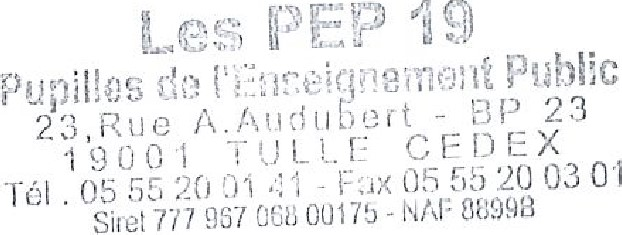 Les PEP 19
Pupilles de l'Enseignement Public
23,Rue A.Audubert - BP 23
19001 TULLE CEDEX
Tél . 05 55 20 01 41 - Fax 05 55 20 03 01
Siret 777 967 068 00175 - NAF 8899B